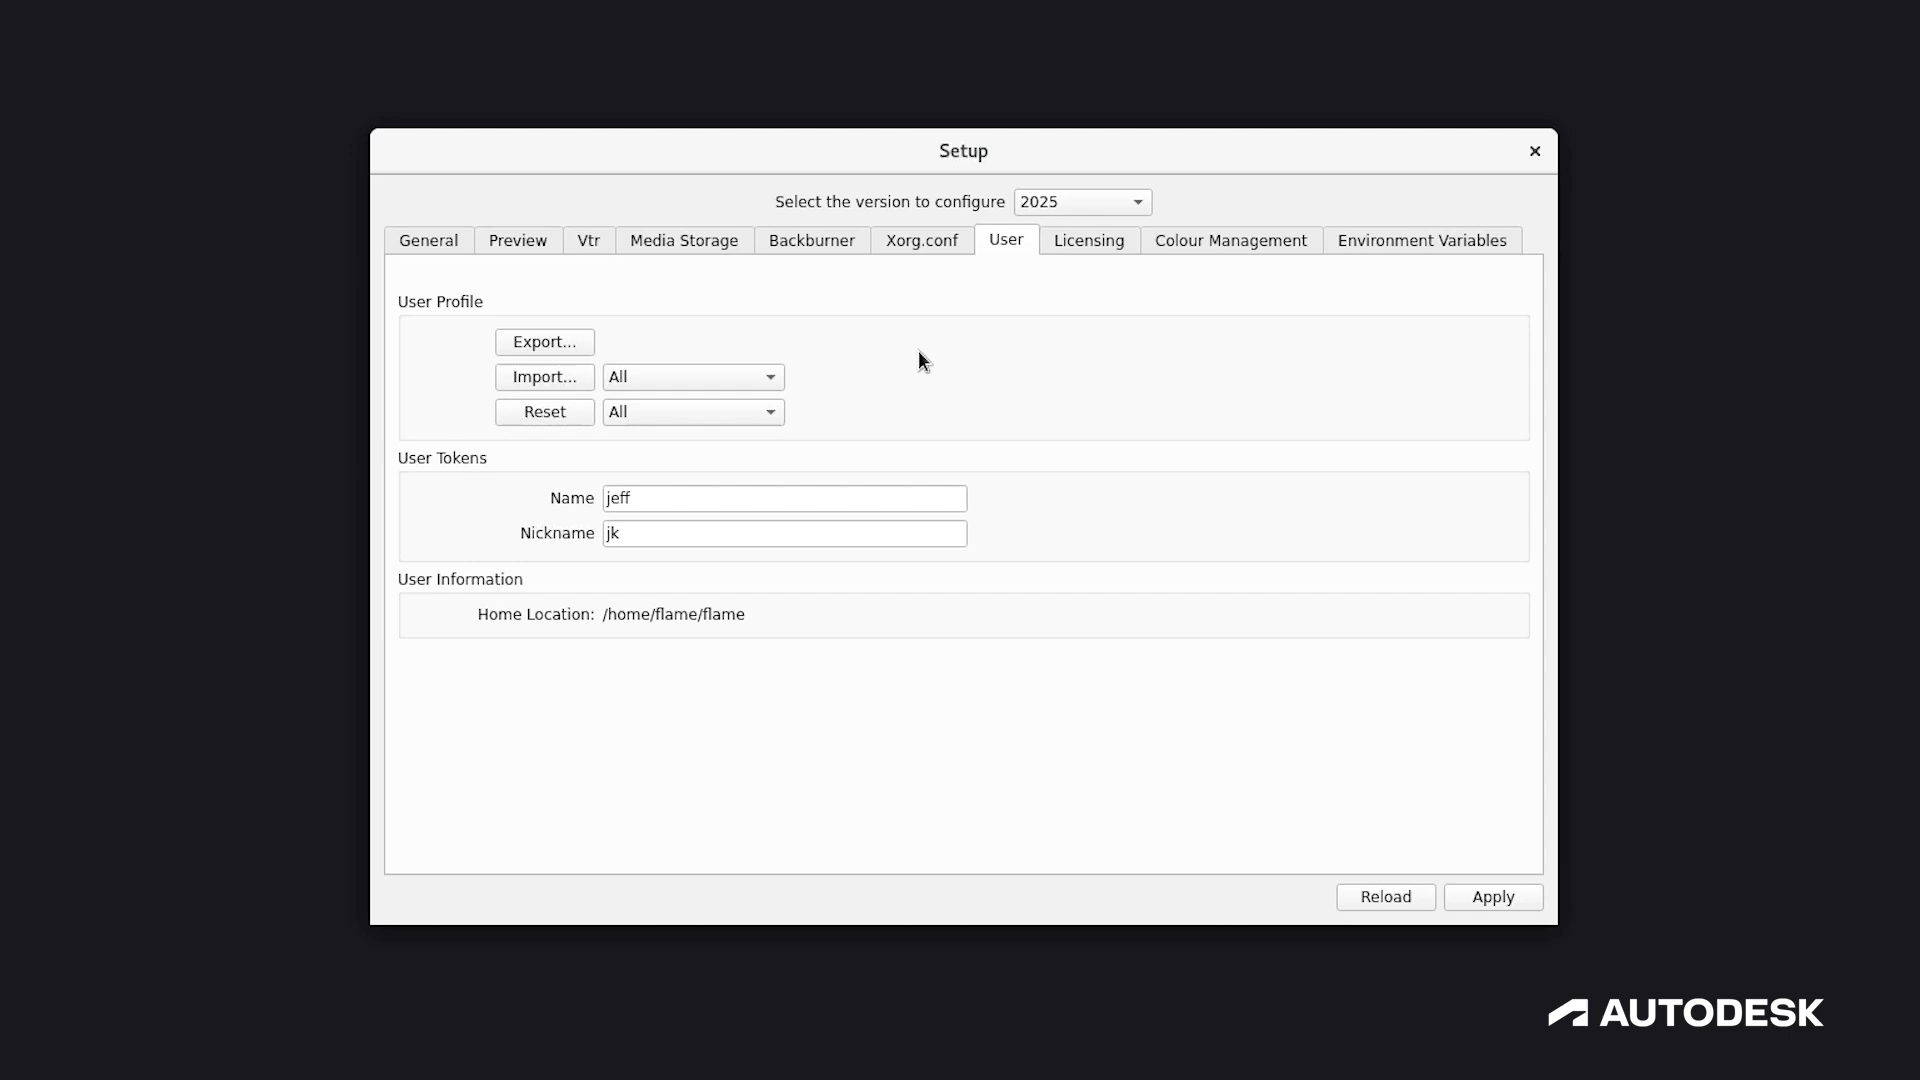 Setup
Select the version to configure 2025
General Preview Vtr Media Storage Backburner Xorg.conf User Licensing Colour Management Environment Variables
User Profile
Export...
Import... All
Reset All
User Tokens
Name jeff
Nickname jk
User Information
Home Location: /home/flame/flame
Reload Apply
AUTODESK